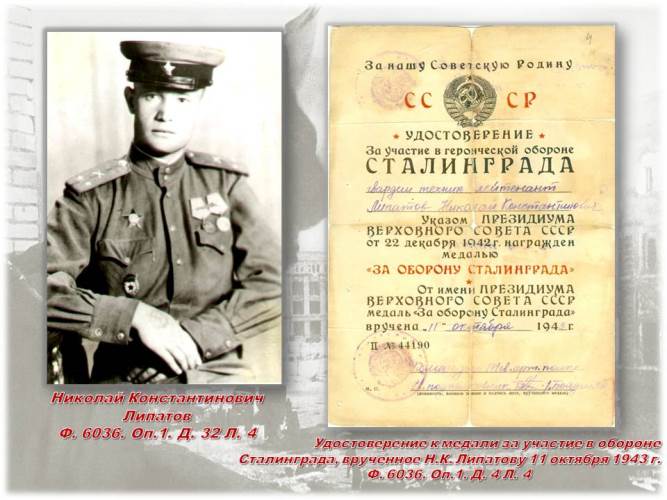 Николай Константинович
Липатов
Ф. 6036. Оп.1. Д. 32 Л. 4
За нашу Советскую Родину
СС СР
УДОСТОВЕРЕНИЕ
За участие в героической обороне
СТАЛИНГРАДА
гвардии техник лейтенант
Липатов Николай Константинович
Указом ПРЕЗИДИУМА
ВЕРХОВНОГО СОВЕТА СССР
от 22 декабря 1942 г. награжден
медалью
«ЗА ОБОРОНУ СТАЛИНГРАДА»
От имени ПРЕЗИДИУМА
ВЕРХОВНОГО СОВЕТА СССР
медаль «За оборону Сталинграда»
вручена „11" октября 1943 г.
П № 44190
М. П.
Удостоверение к медали за участие в обороне
Сталинграда, вручённое Н.К. Липатову 11 октября 1943 г.
Ф. 6036. Оп.1. Д. 4 Л. 4